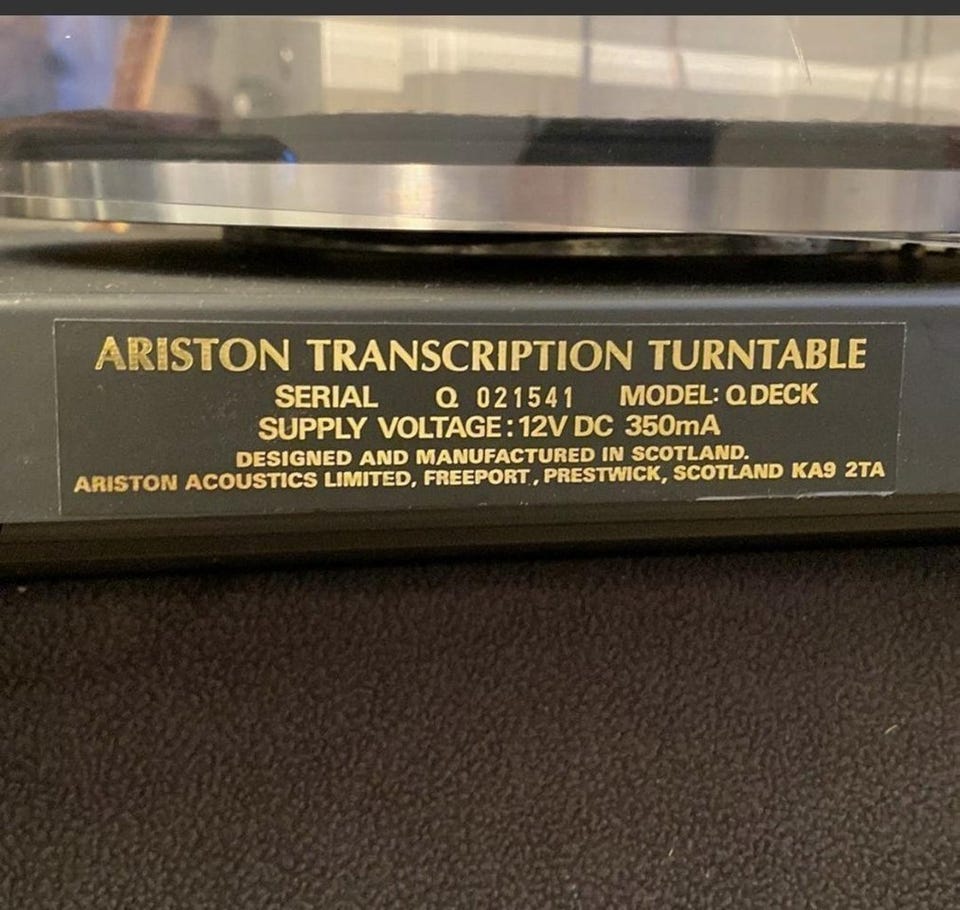 ARISTON TRANSCRIPTION TURNTABLE
SERIAL Q 021541 MODEL: Q DECK
SUPPLY VOLTAGE: 12V DC 350mA
DESIGNED AND MANUFACTURED IN SCOTLAND.
ARISTON ACOUSTICS LIMITED, FREEPORT, PRESTWICK, SCOTLAND KA9 2TA